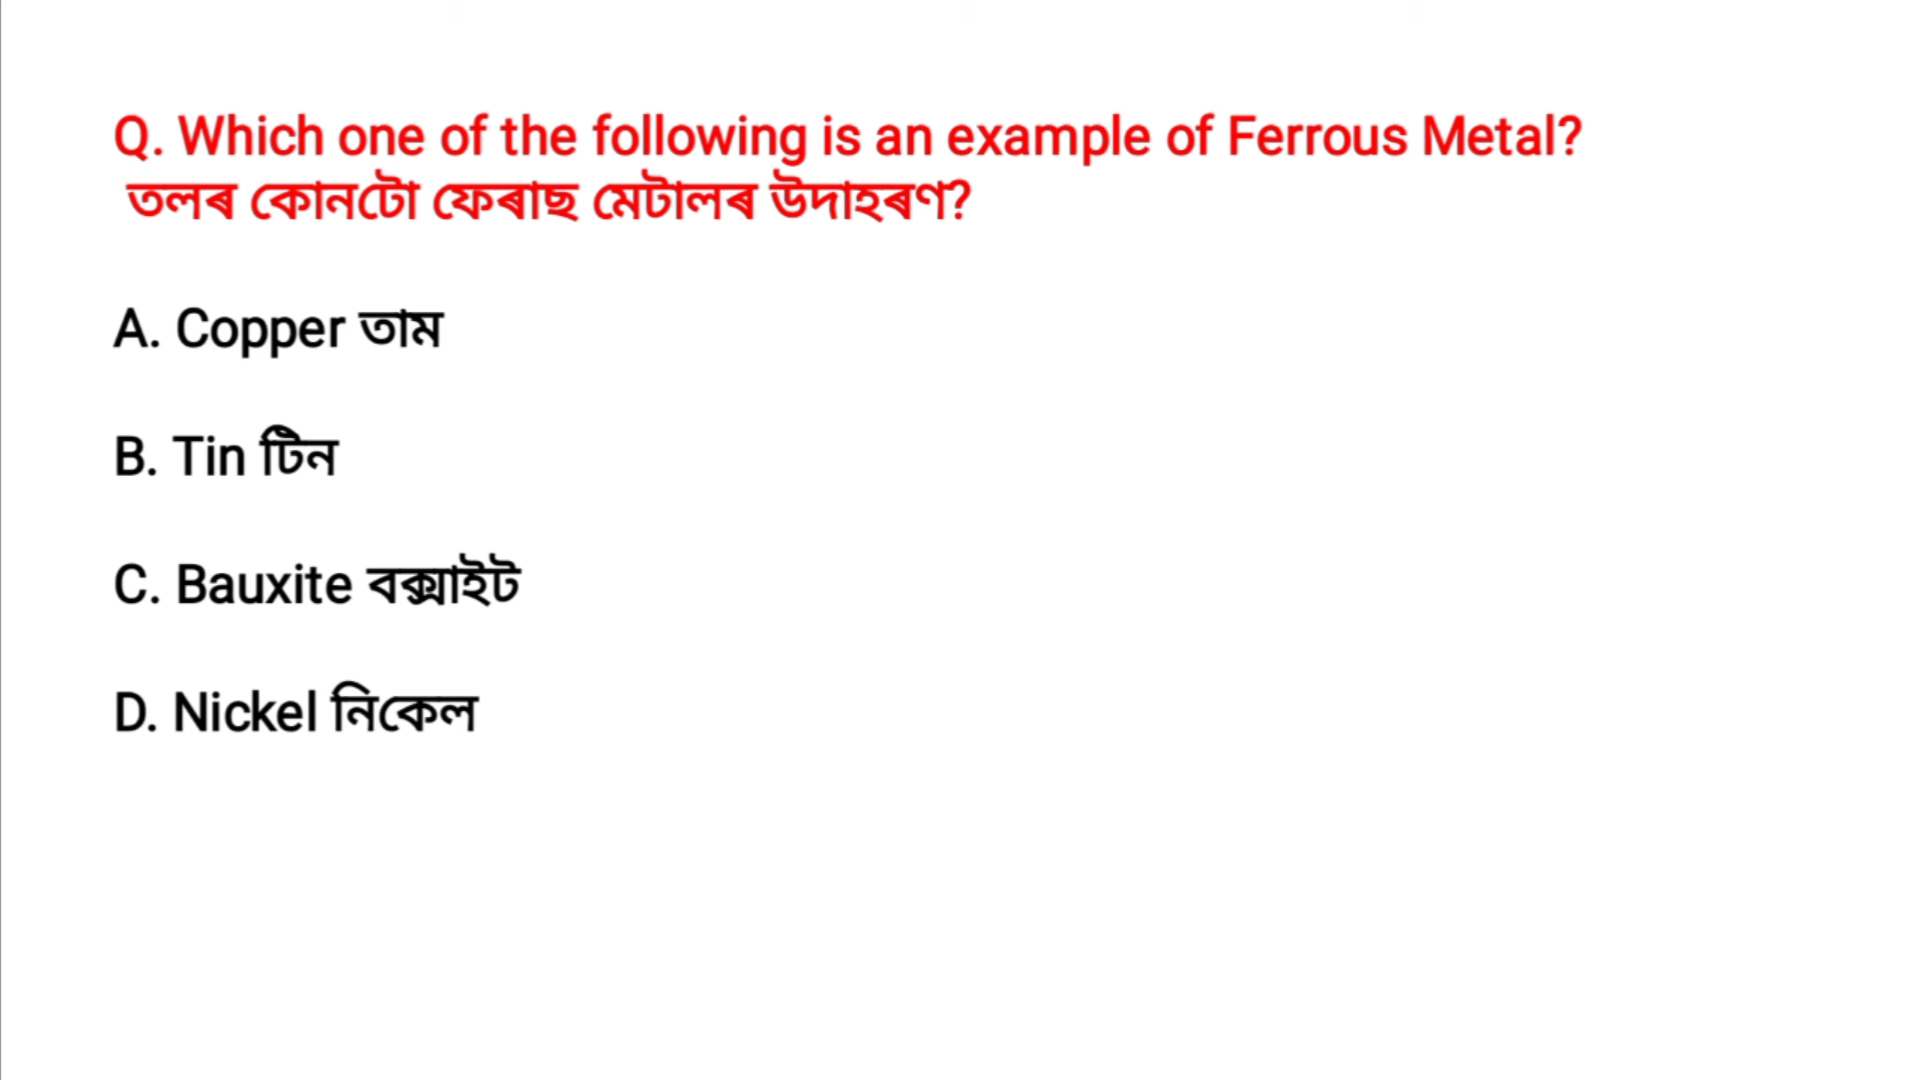 Q. Which one of the following is an example of Ferrous Metal?
তলৰ কোনটো ফেৰাছ মেটালৰ উদাহৰণ?
A. Copper তাম
B. Tin টিন
C. Bauxite বক্সাইট
D. Nickel নিকেল